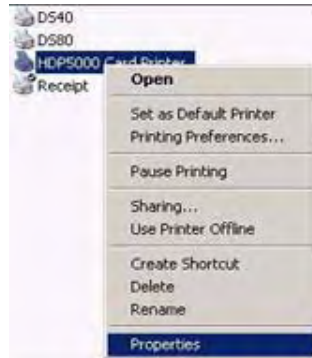 DS40
DS80
HDP5000 Card Printer
Receipt
Open
Set as Default Printer
Printing Preferences...
Pause Printing
Sharing...
Use Printer Offline
Create Shortcut
Delete
Rename
Properties